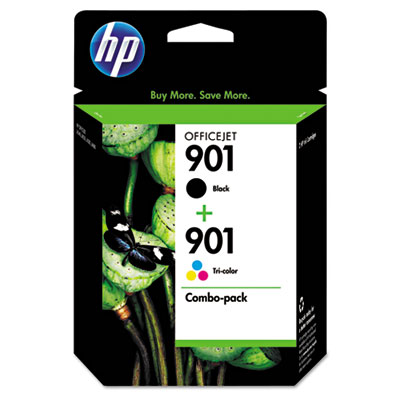 hp
Buy More. Save More.
OFFICEJET
901
Black
+
901
Tri-color
Combo-pack